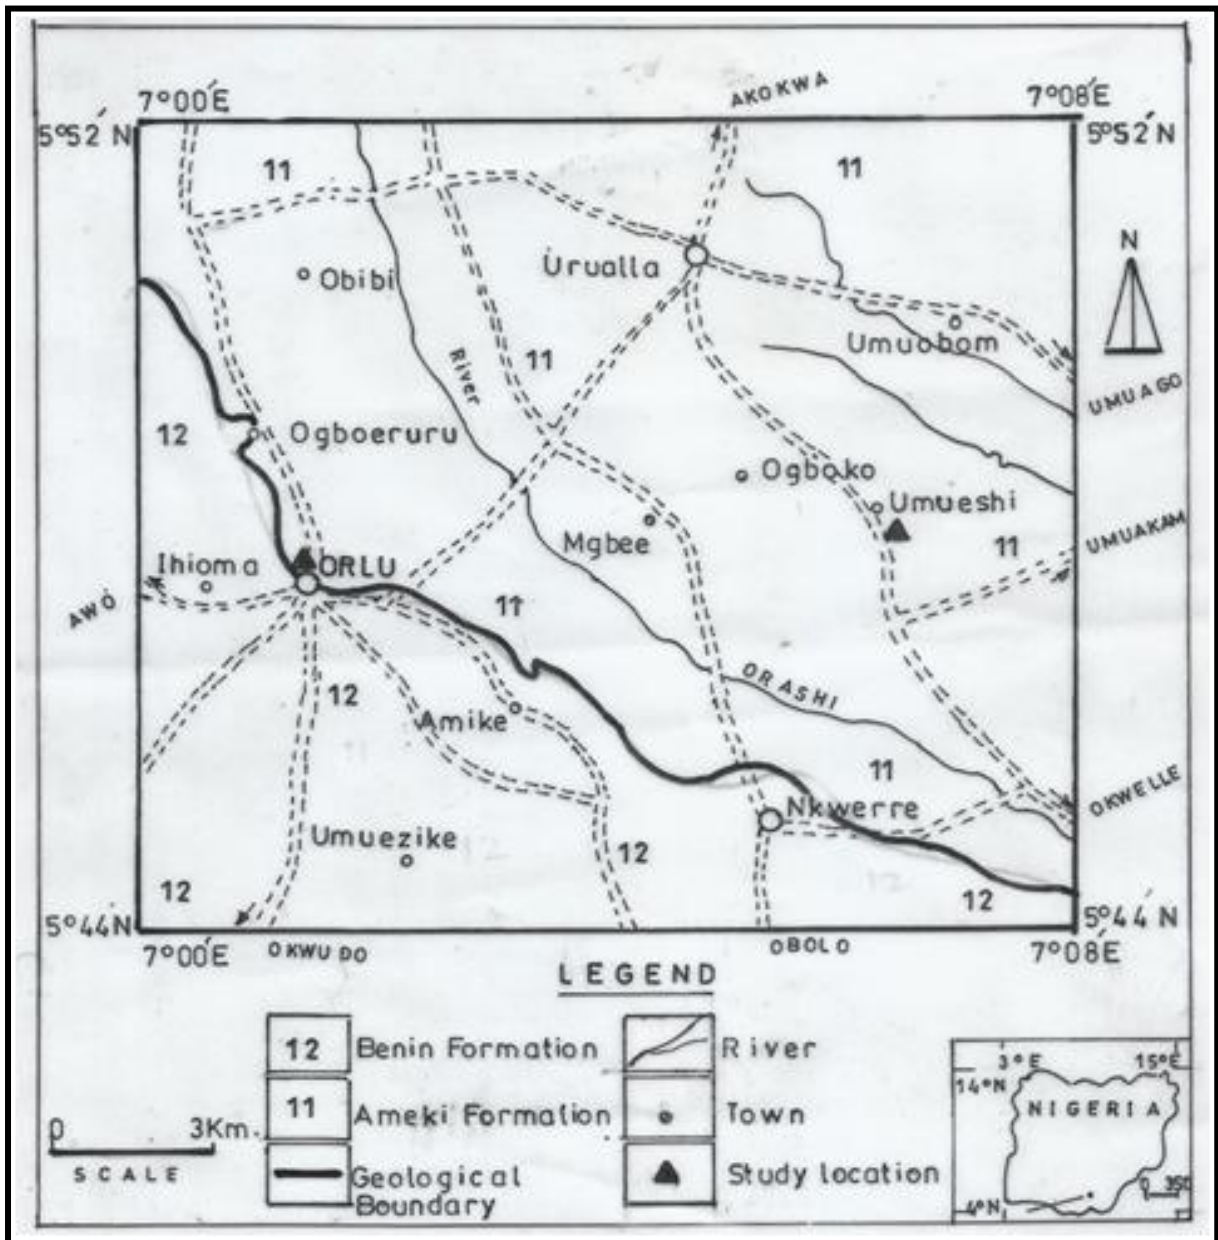 AKOKWA
7°00'E
7°08'E
5°52' N
5°52' N
11
11
N
Urualla
Obibi
Umuobom
11
River
UMUAGO
12
Ogboeruru
Ogboko
Umueshi
Mgbee
11
UMUAKAM
Ihioma
ORLU
AWO
11
ORASHI
12
Amike
11
OKWELLE
Nkwerre
Umuezike
12
12
12
5°44' N
5°44' N
7°00'E
OKWU DO
OBOLO
7°08'E
LEGEND
12 Benin Formation
River
11 Ameki Formation
Town
Geological
Boundary
Study location
0 3Km.
SCALE
3°E 15°E
14°N
NIGERIA
0 350
4°N